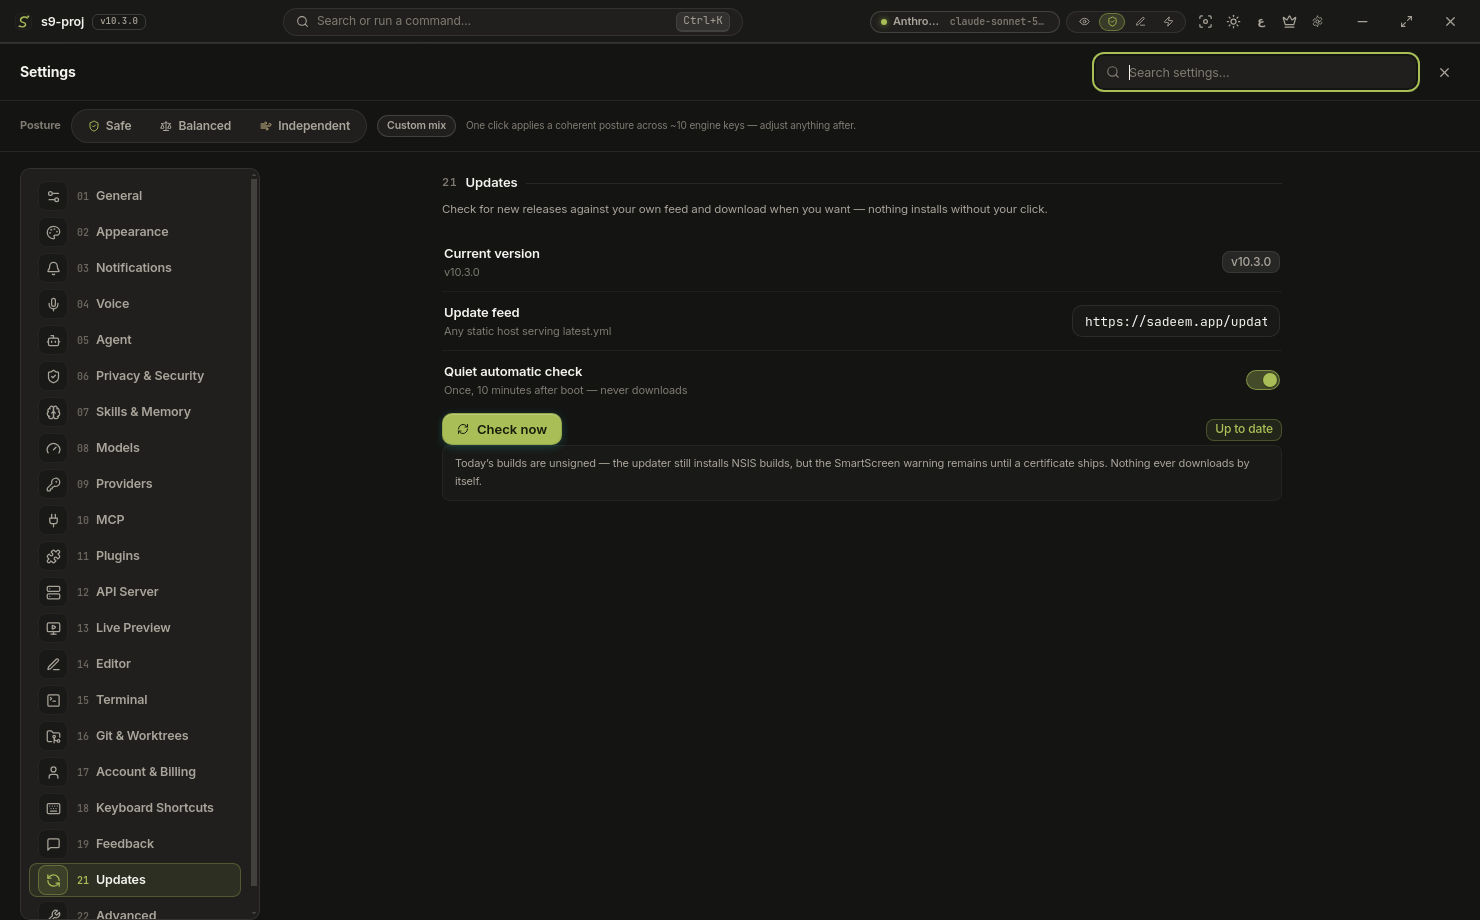 s9-proj v10.3.0 Search or run a command... Ctrl+K Anthro... claude-sonnet-5... ع
Settings Search settings...
Posture Safe Balanced Independent Custom mix One click applies a coherent posture across ~10 engine keys — adjust anything after.
01 General
02 Appearance
03 Notifications
04 Voice
05 Agent
06 Privacy & Security
07 Skills & Memory
08 Models
09 Providers
10 MCP
11 Plugins
12 API Server
13 Live Preview
14 Editor
15 Terminal
16 Git & Worktrees
17 Account & Billing
18 Keyboard Shortcuts
19 Feedback
21 Updates
22 Advanced
21 Updates
Check for new releases against your own feed and download when you want — nothing installs without your click.
Current version
v10.3.0
v10.3.0
Update feed
Any static host serving latest.yml
https://sadeem.app/updat
Quiet automatic check
Once, 10 minutes after boot — never downloads
Check now Up to date
Today's builds are unsigned — the updater still installs NSIS builds, but the SmartScreen warning remains until a certificate ships. Nothing ever downloads by
itself.